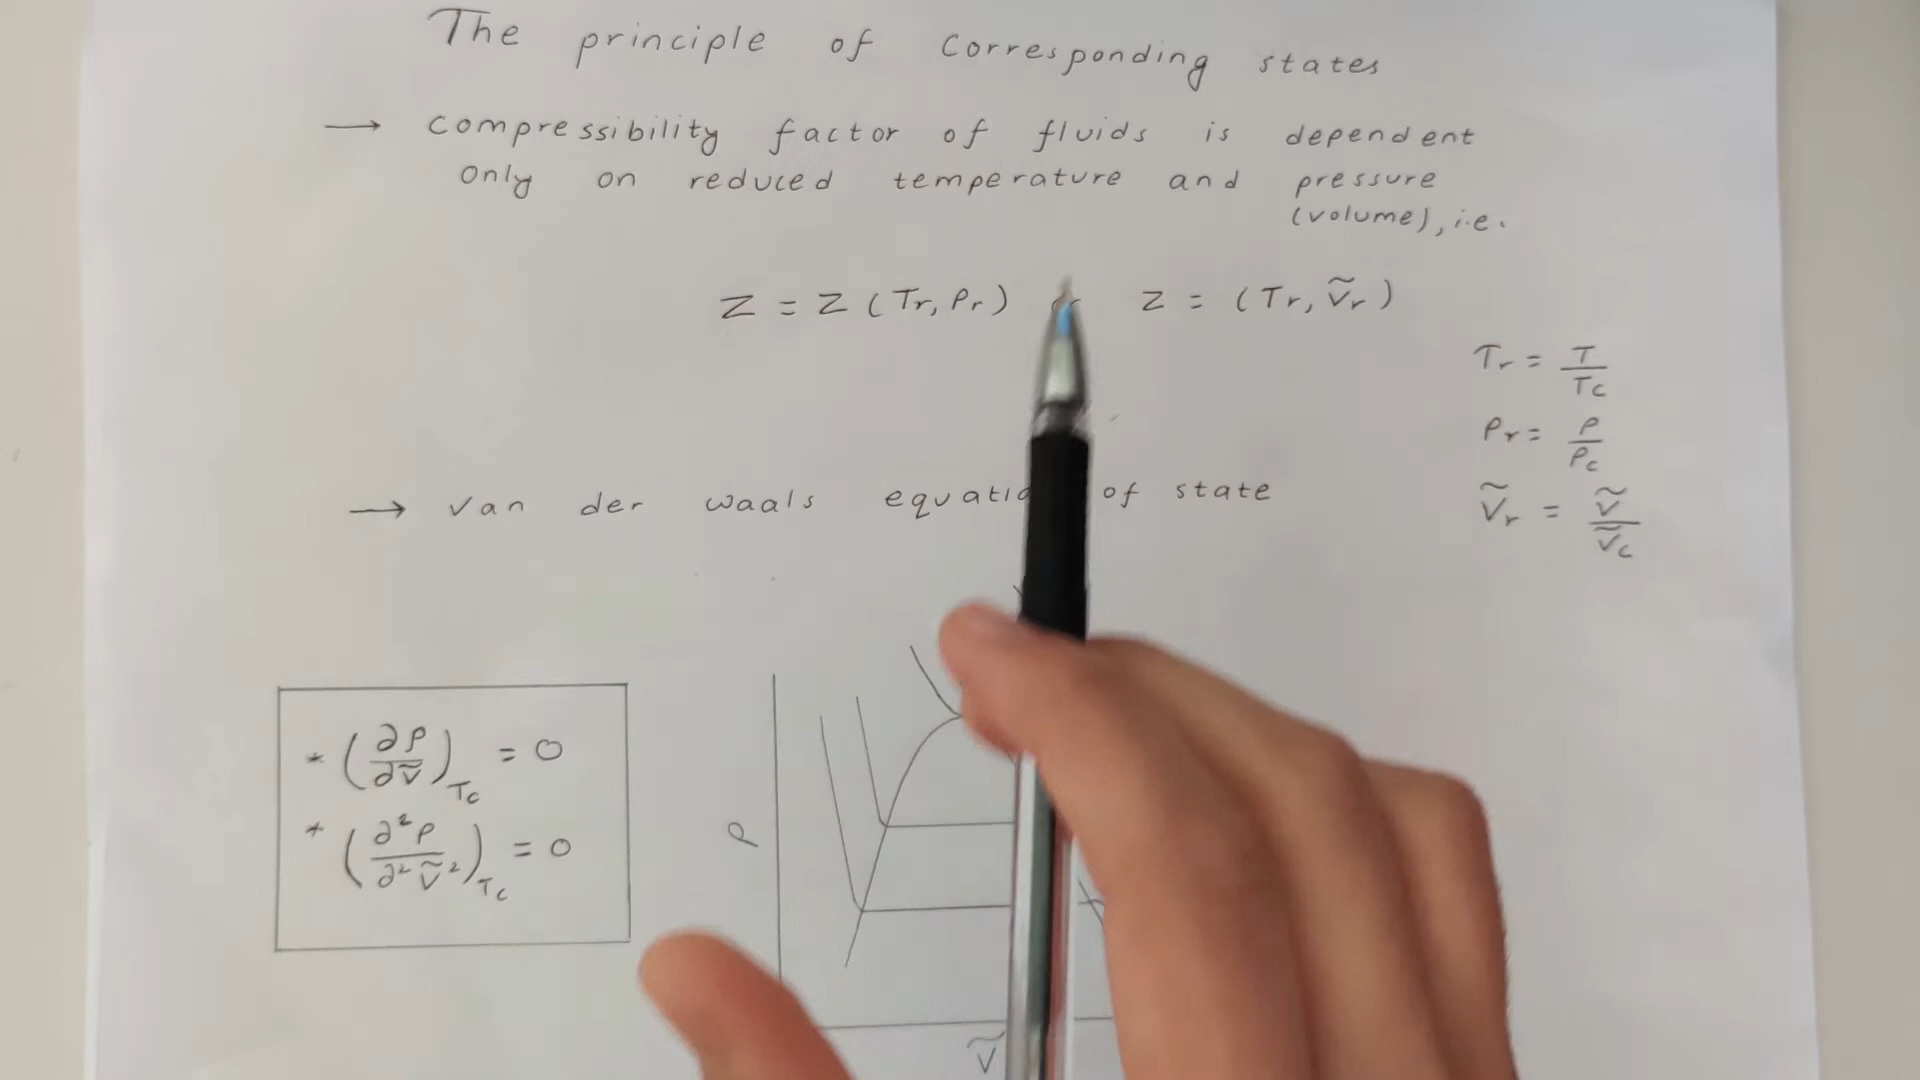 The principle of corresponding states
→ compressibility factor of fluids is dependent
only on reduced temperature and pressure
(volume), i.e.
Z = Z (Tr, Pr) Z = (Tr, Ṽr)
Tr = T/Tc
Pr = P/Pc
Ṽr = Ṽ/Ṽc
→ van der waals of state
* (∂P/∂Ṽ)Tc = 0
* (∂²P/∂²Ṽ²)Tc = 0
P
Ṽ